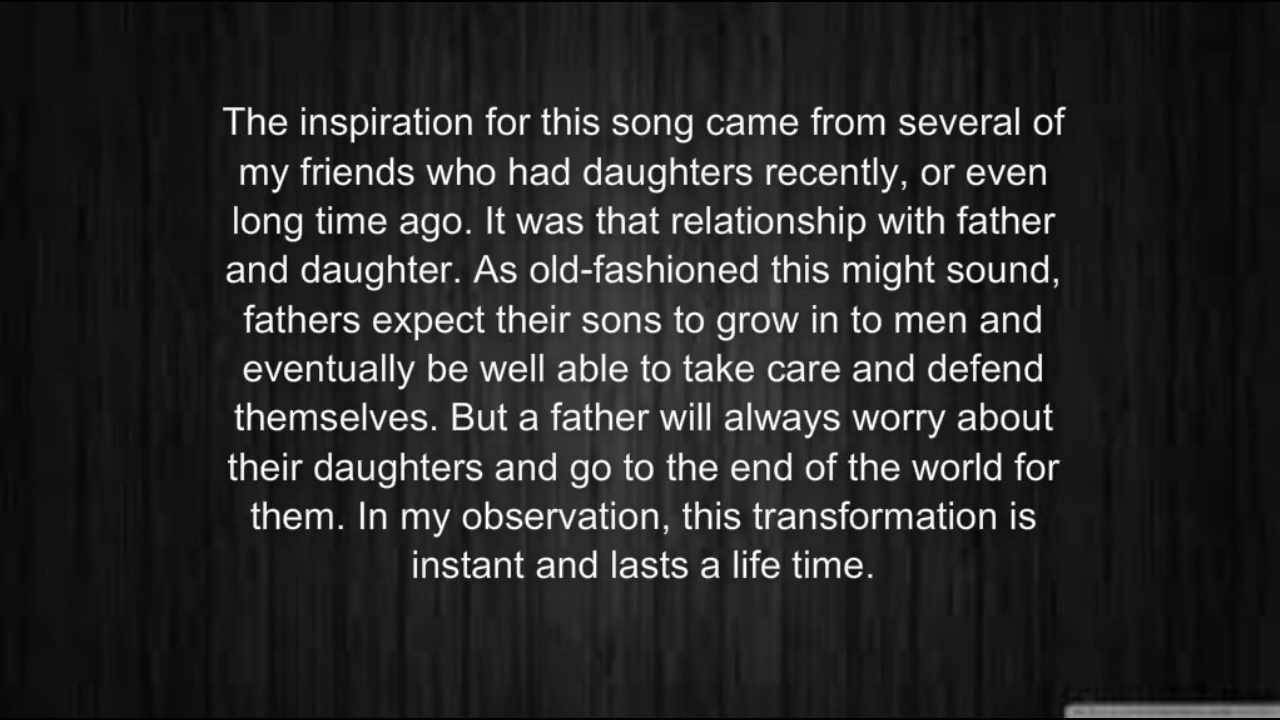 The inspiration for this song came from several of
my friends who had daughters recently, or even
long time ago. It was that relationship with father
and daughter. As old-fashioned this might sound,
fathers expect their sons to grow in to men and
eventually be well able to take care and defend
themselves. But a father will always worry about
their daughters and go to the end of the world for
them. In my observation, this transformation is
instant and lasts a life time.